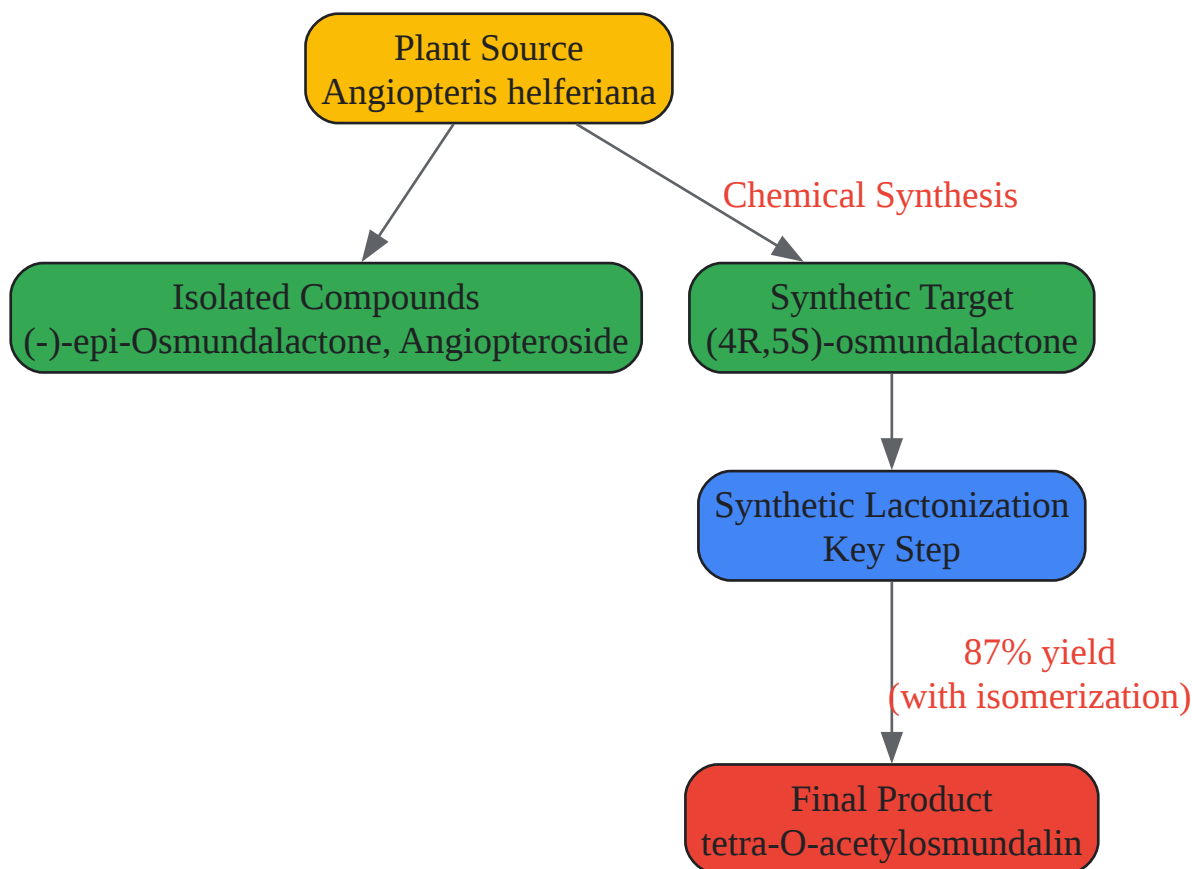 Plant Source
Angiopteris helferiana
Chemical Synthesis
Isolated Compounds
(-)-epi-Osmundalactone, Angiopteroside
Synthetic Target
(4R,5S)-osmundalactone
Synthetic Lactonization
Key Step
87% yield
(with isomerization)
Final Product
tetra-O-acetylosmundalin